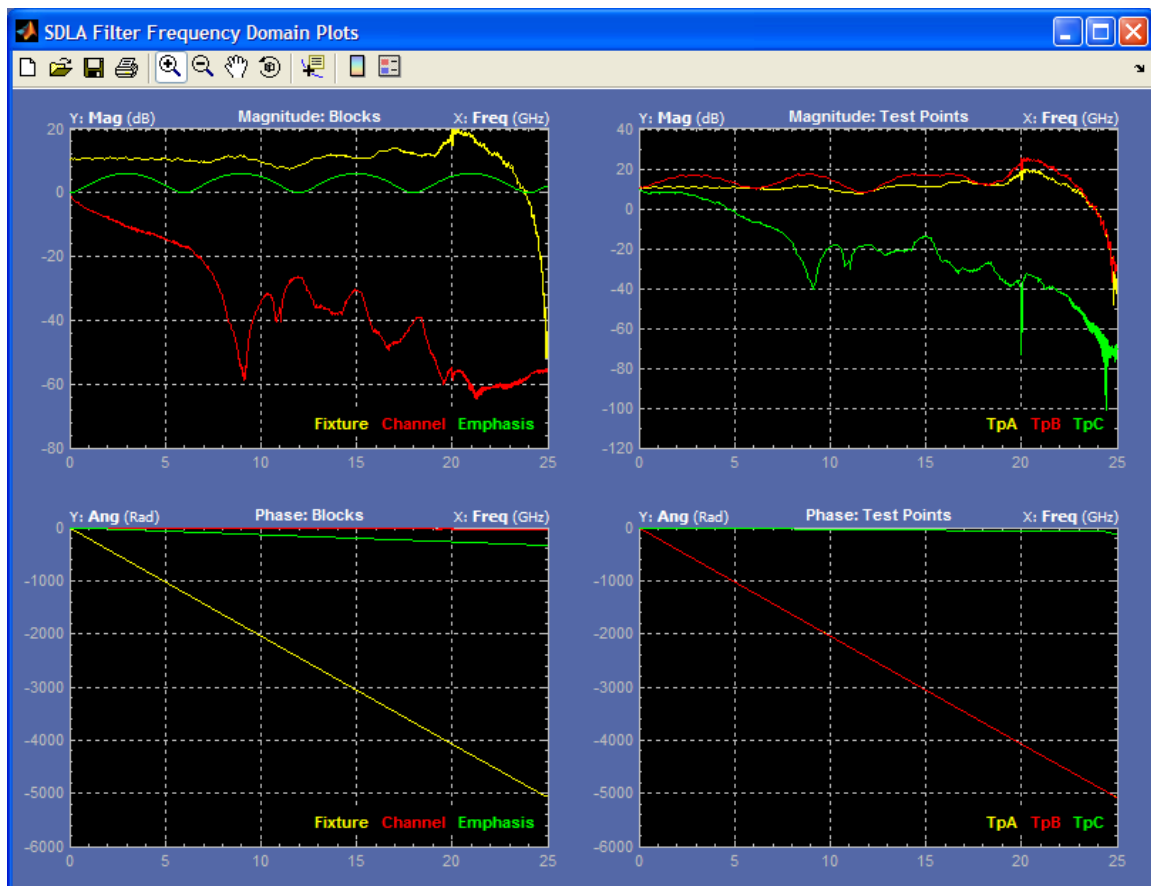 SDLA Filter Frequency Domain Plots
Y: Mag (dB) Magnitude: Blocks X: Freq (GHz)
20
0
-20
-40
-60
-80
Fixture Channel Emphasis
0 5 10 15 20 25
Y: Mag (dB) Magnitude: Test Points X: Freq (GHz)
40
20
0
-20
-40
-60
-80
-100
-120
TpA TpB TpC
0 5 10 15 20 25
Y: Ang (Rad) Phase: Blocks X: Freq (GHz)
0
-1000
-2000
-3000
-4000
-5000
-6000
Fixture Channel Emphasis
0 5 10 15 20 25
Y: Ang (Rad) Phase: Test Points X: Freq (GHz)
0
-1000
-2000
-3000
-4000
-5000
-6000
TpA TpB TpC
0 5 10 15 20 25